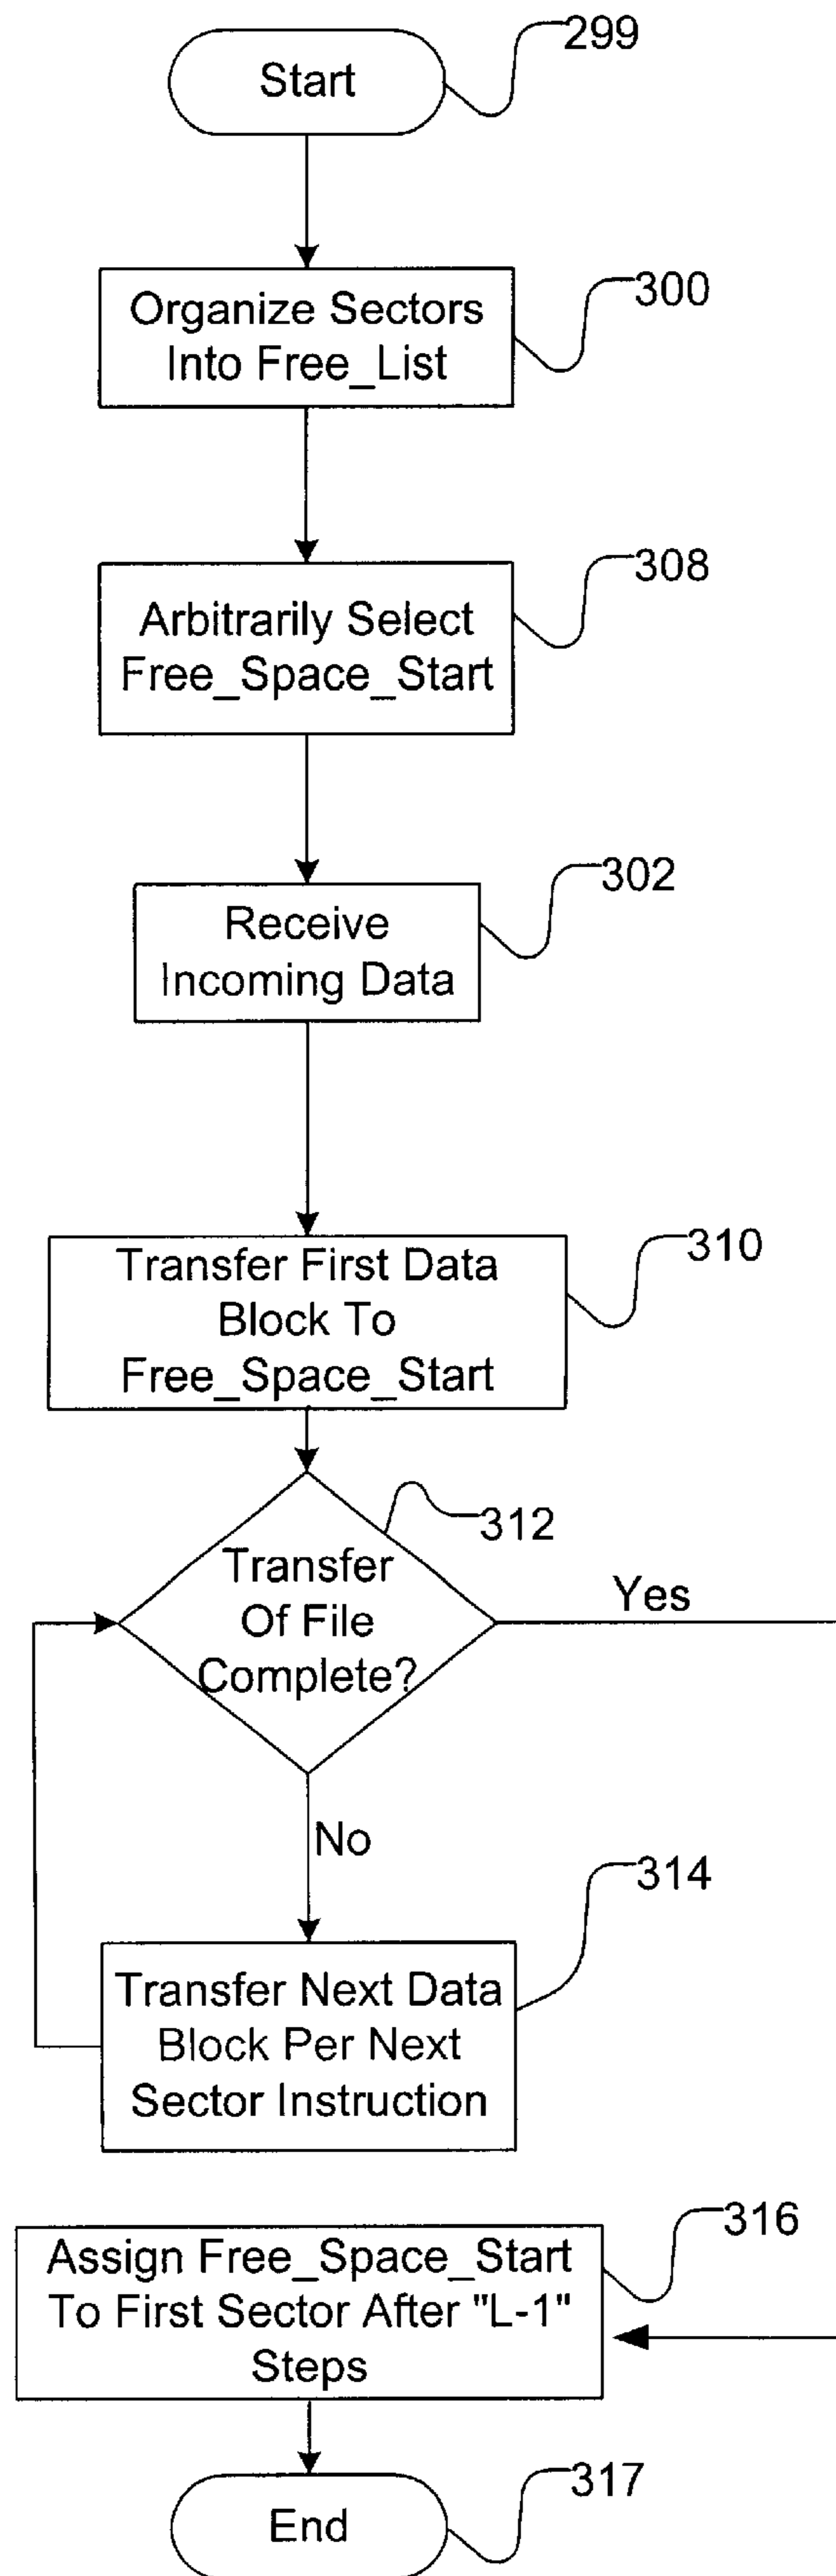 Start
299
Organize Sectors
Into Free_List
300
Arbitrarily Select
Free_Space_Start
308
Receive
Incoming Data
302
Transfer First Data
Block To
Free_Space_Start
310
Transfer
Of File
Complete?
312
Yes
No
Transfer Next Data
Block Per Next
Sector Instruction
314
Assign Free_Space_Start
To First Sector After "L-1"
Steps
316
End
317